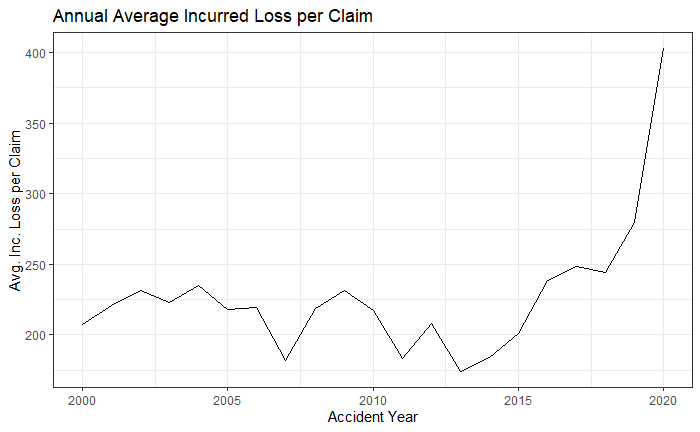 Annual Average Incurred Loss per Claim
Avg. Inc. Loss per Claim
400
350
300
250
200
2000 2005 2010 2015 2020
Accident Year